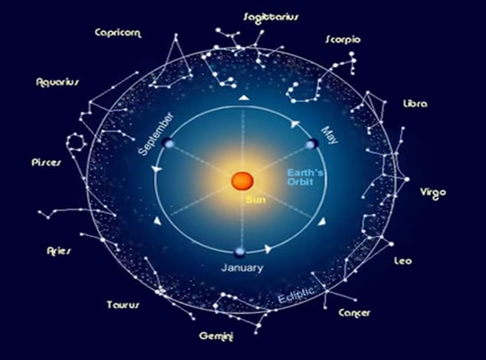 Sagittarius
Capricorn
Scorpio
Aquarius
Libra
September
May
Pisces
Earth's
Orbit
Virgo
Sun
Aries
Leo
January
Ecliptic
Taurus
Cancer
Gemini